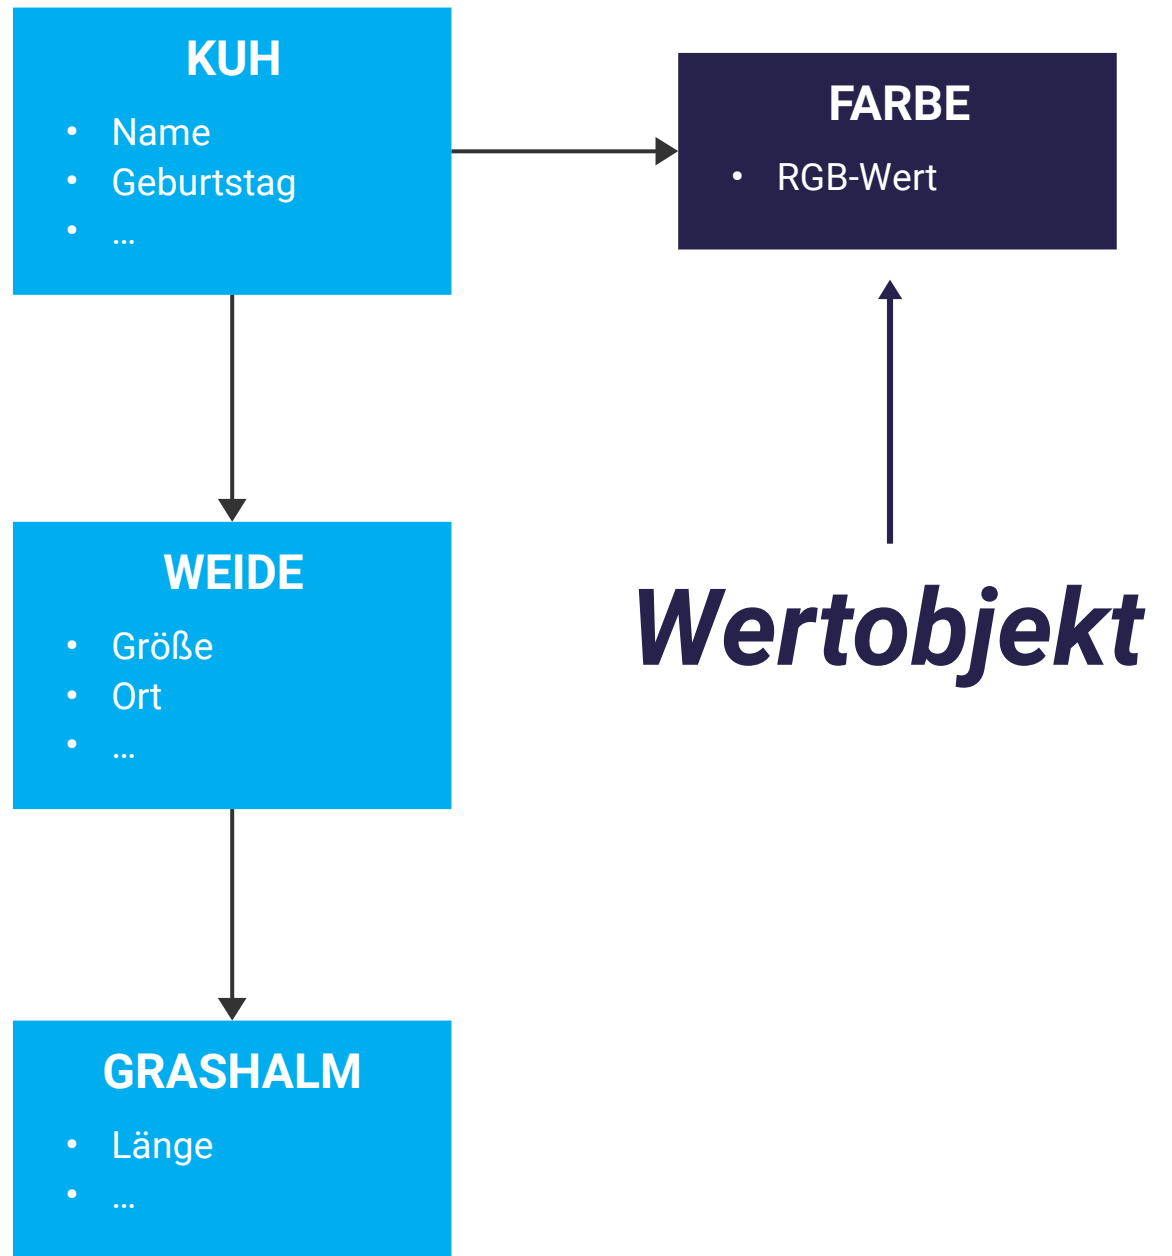 KUH
• Name
• Geburtstag
• ...
FARBE
• RGB-Wert
WEIDE
• Größe
• Ort
• ...
Wertobjekt
GRASHALM
• Länge
• ...